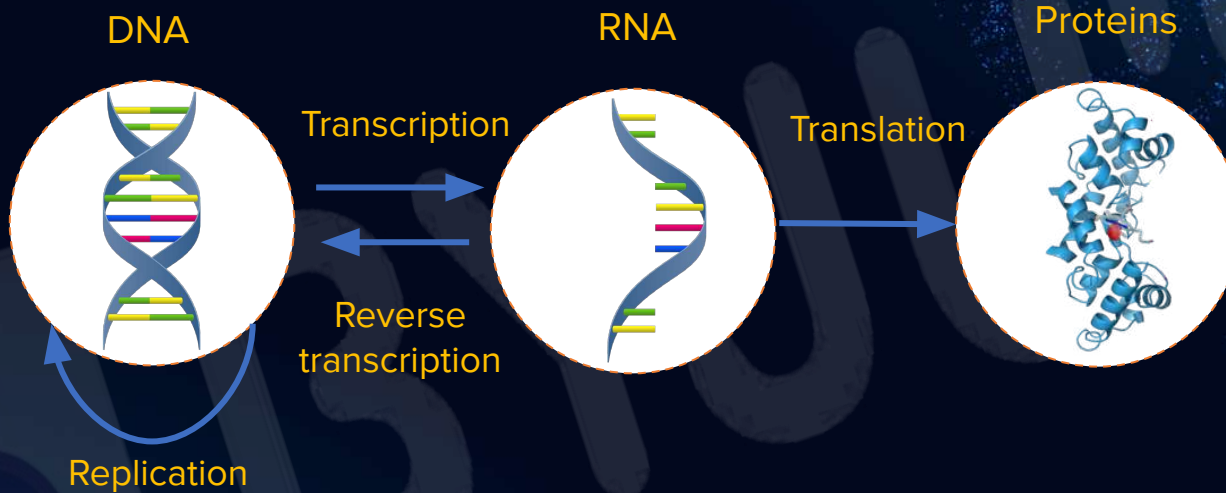 DNA
RNA
Proteins
Transcription
Translation
Reverse
transcription
Replication